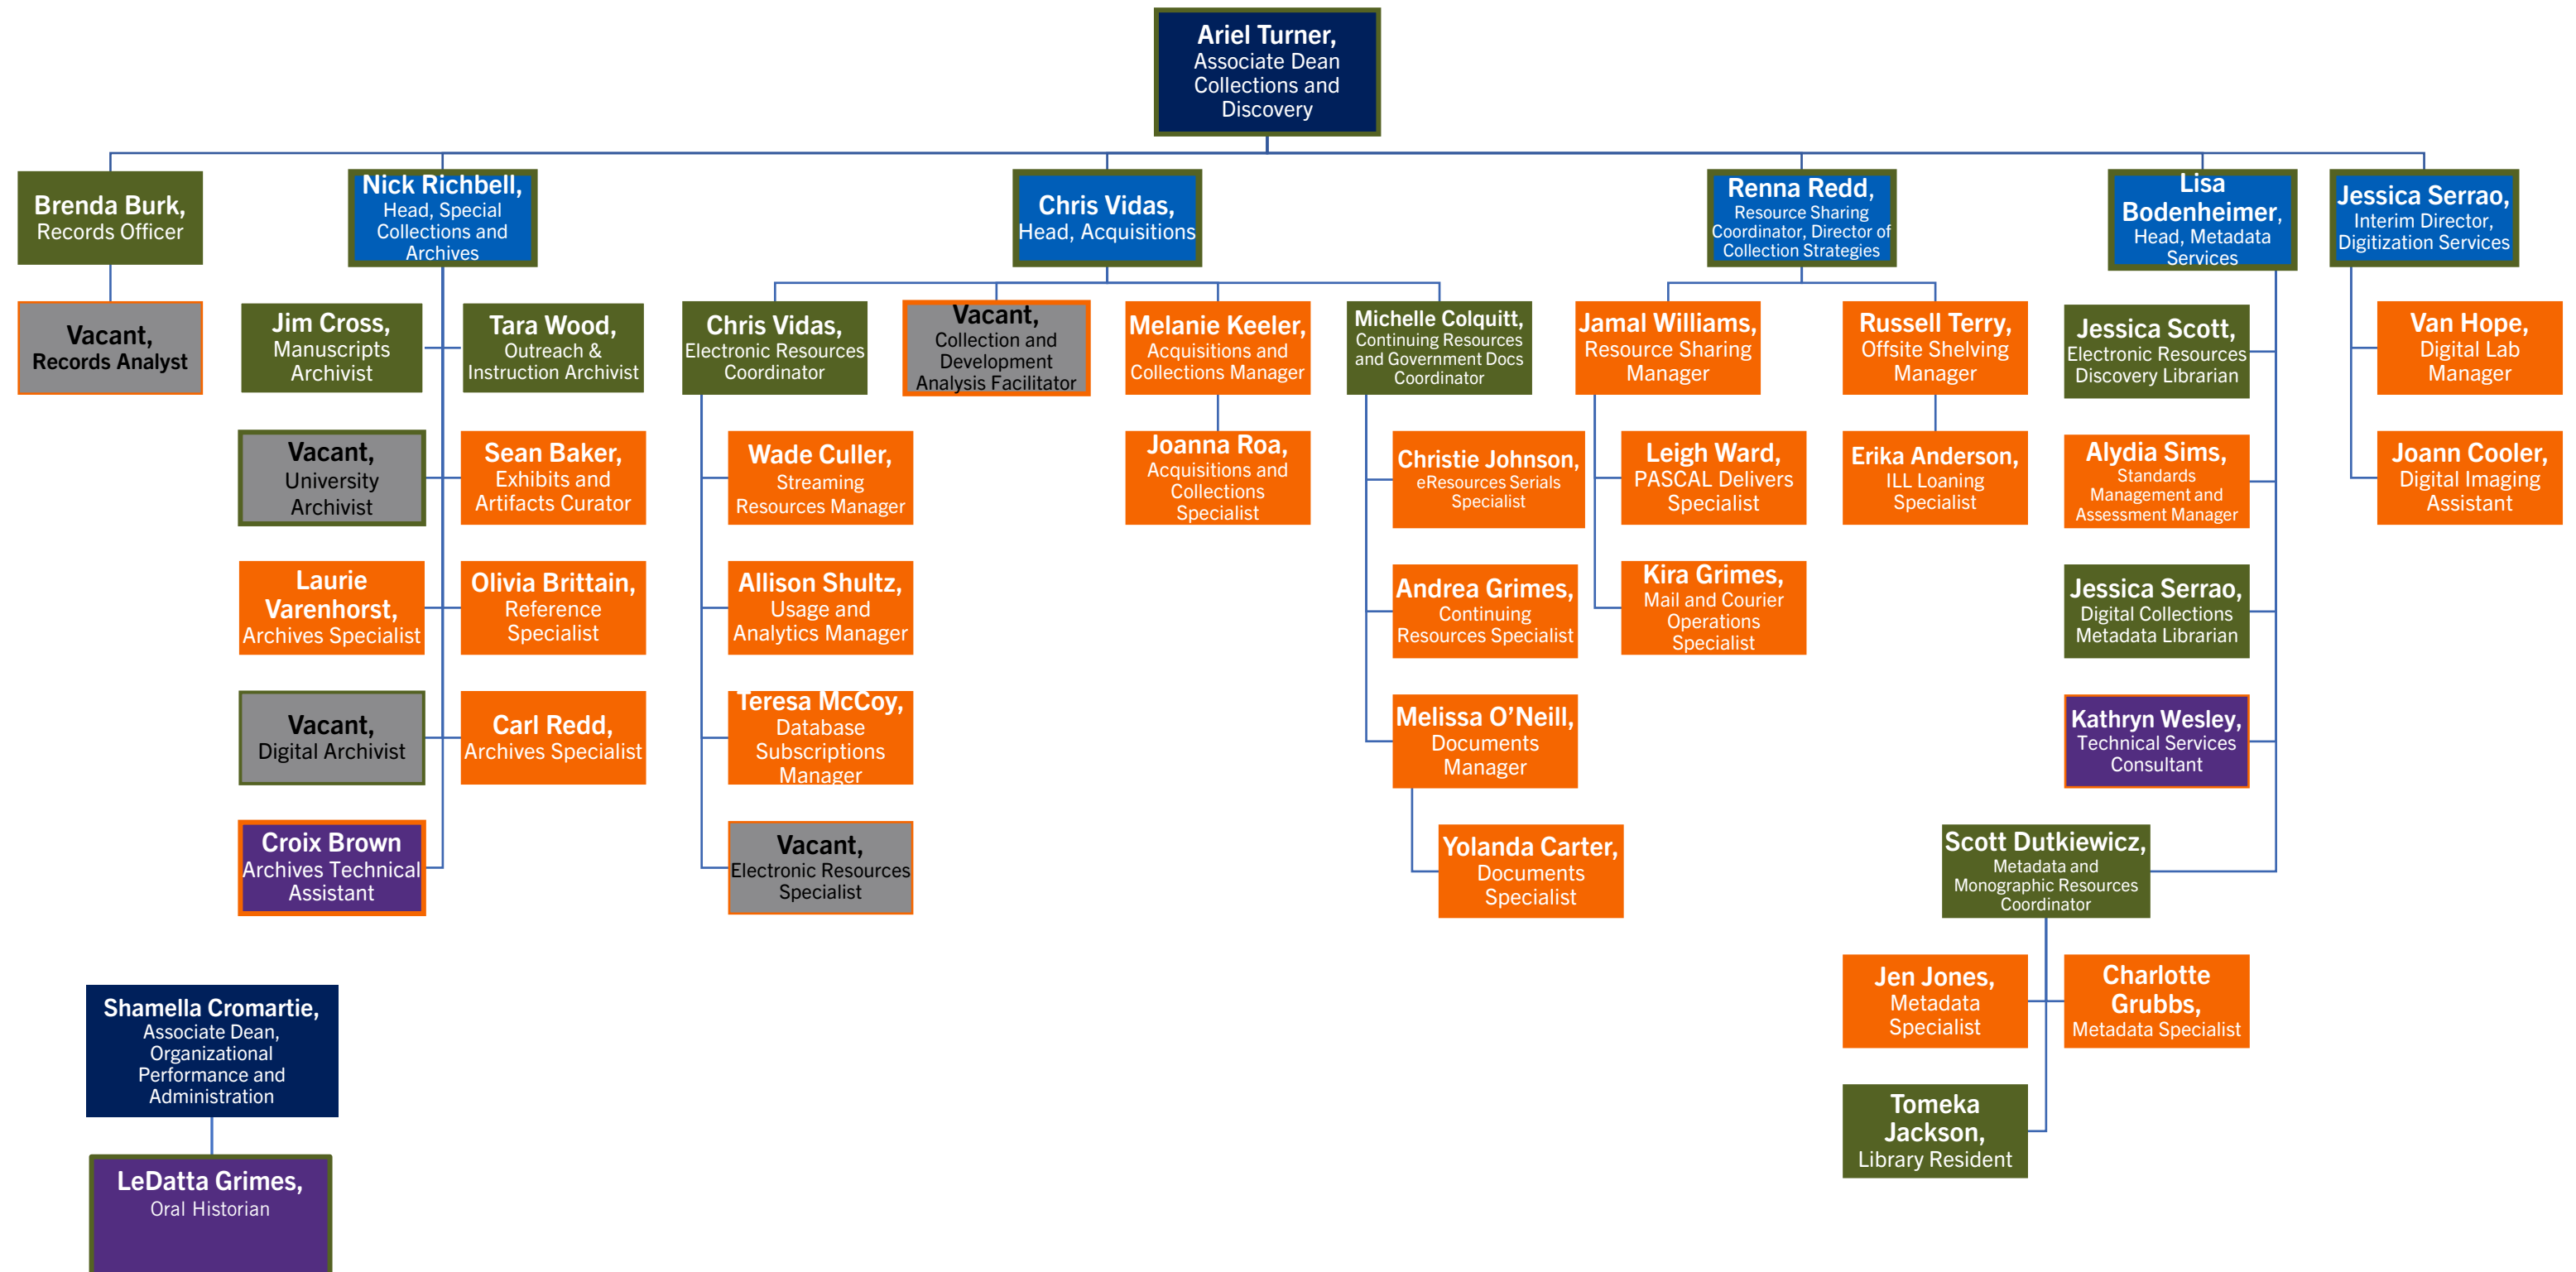 Ariel Turner,
Associate Dean
Collections and
Discovery
Brenda Burk,
Records Officer
Nick Richbell,
Head, Special
Collections and
Archives
Chris Vidas,
Head, Acquisitions
Renna Redd,
Resource Sharing
Coordinator, Director of
Collection Strategies
Lisa
Bodenheimer,
Head, Metadata
Services
Jessica Serrao,
Interim Director,
Digitization Services
Vacant,
Records Analyst
Jim Cross,
Manuscripts
Archivist
Tara Wood,
Outreach &
Instruction Archivist
Chris Vidas,
Electronic Resources
Coordinator
Vacant,
Collection and
Development
Analysis Facilitator
Melanie Keeler,
Acquisitions and
Collections Manager
Michelle Colquitt,
Continuing Resources
and Government Docs
Coordinator
Jamal Williams,
Resource Sharing
Manager
Russell Terry,
Offsite Shelving
Manager
Jessica Scott,
Electronic Resources
Discovery Librarian
Van Hope,
Digital Lab
Manager
Vacant,
University
Archivist
Sean Baker,
Exhibits and
Artifacts Curator
Wade Culler,
Streaming
Resources Manager
Joanna Roa,
Acquisitions and
Collections
Specialist
Christie Johnson,
eResources Serials
Specialist
Leigh Ward,
PASCAL Delivers
Specialist
Erika Anderson,
ILL Loaning
Specialist
Alydia Sims,
Standards
Management and
Assessment Manager
Joann Cooler,
Digital Imaging
Assistant
Laurie
Varenhorst,
Archives Specialist
Olivia Brittain,
Reference
Specialist
Allison Shultz,
Usage and
Analytics Manager
Andrea Grimes,
Continuing
Resources Specialist
Kira Grimes,
Mail and Courier
Operations
Specialist
Jessica Serrao,
Digital Collections
Metadata Librarian
Vacant,
Digital Archivist
Carl Redd,
Archives Specialist
Teresa McCoy,
Database
Subscriptions
Manager
Melissa O’Neill,
Documents
Manager
Kathryn Wesley,
Technical Services
Consultant
Croix Brown
Archives Technical
Assistant
Vacant,
Electronic Resources
Specialist
Yolanda Carter,
Documents
Specialist
Scott Dutkiewicz,
Metadata and
Monographic Resources
Coordinator
Jen Jones,
Metadata
Specialist
Charlotte
Grubbs,
Metadata Specialist
Shamella Cromartie,
Associate Dean,
Organizational
Performance and
Administration
Tomeka
Jackson,
Library Resident
LeDatta Grimes,
Oral Historian